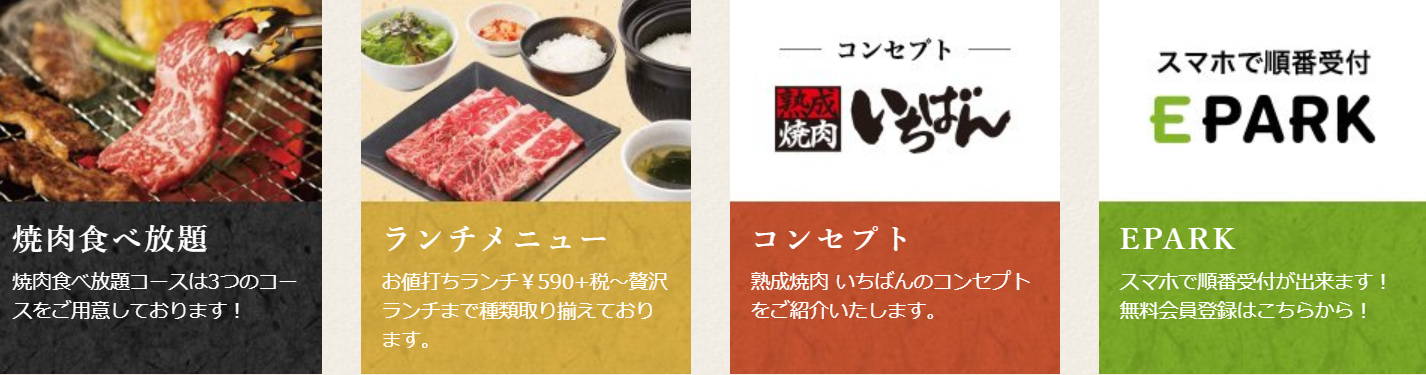 焼肉食べ放題
焼肉食べ放題コースは3つのコー
スをご用意しております！
ランチメニュー
お値打ちランチ￥590+税～贅沢
ランチまで種類取り揃えており
ます。
コンセプト
熟成
焼肉
いちばん
コンセプト
熟成焼肉 いちばんのコンセプト
をご紹介いたします。
スマホで順番受付
EPARK
EPARK
スマホで順番受付が出来ます！
無料会員登録はこちらから！